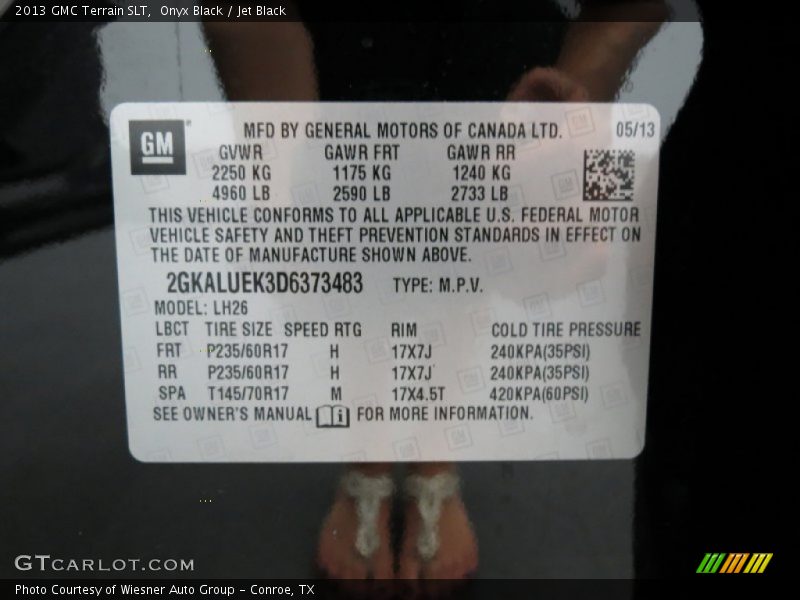 2013 GMC Terrain SLT,  Onyx Black / Jet Black
GM
MFD BY GENERAL MOTORS OF CANADA LTD. 05/13
GVWR GAWR FRT GAWR RR
2250 KG 1175 KG 1240 KG
4960 LB 2590 LB 2733 LB
THIS VEHICLE CONFORMS TO ALL APPLICABLE U.S. FEDERAL MOTOR
VEHICLE SAFETY AND THEFT PREVENTION STANDARDS IN EFFECT ON
THE DATE OF MANUFACTURE SHOWN ABOVE.
2GKALUEK3D6373483 TYPE: M.P.V.
MODEL: LH26
LBCT TIRE SIZE SPEED RTG RIM COLD TIRE PRESSURE
FRT P235/60R17 H 17X7J 240KPA(35PSI)
RR P235/60R17 H 17X7J 240KPA(35PSI)
SPA T145/70R17 M 17X4.5T 420KPA(60PSI)
SEE OWNER'S MANUAL i FOR MORE INFORMATION.
GTCARLOT.COM
Photo Courtesy of Wiesner Auto Group - Conroe, TX